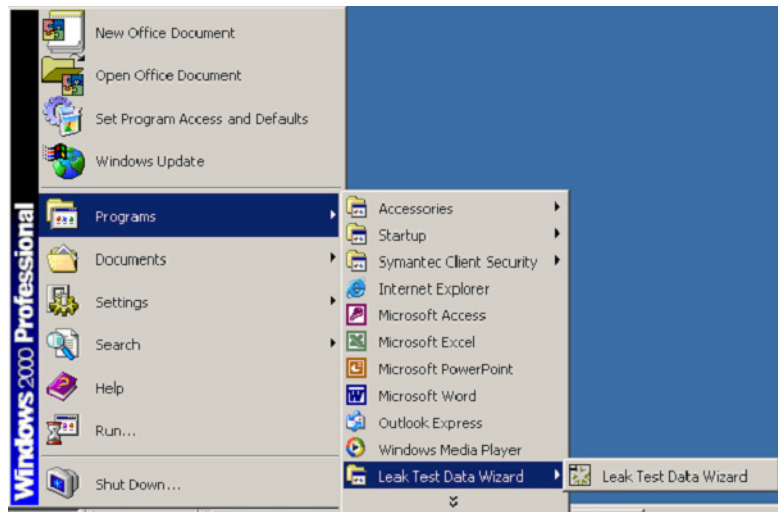 New Office Document
Open Office Document
Set Program Access and Defaults
Windows Update
Programs
Documents
Settings
Search
Help
Run...
Shut Down...
Windows 2000 Professional
Accessories
Startup
Symantec Client Security
Internet Explorer
Microsoft Access
Microsoft Excel
Microsoft PowerPoint
Microsoft Word
Outlook Express
Windows Media Player
Leak Test Data Wizard
Leak Test Data Wizard